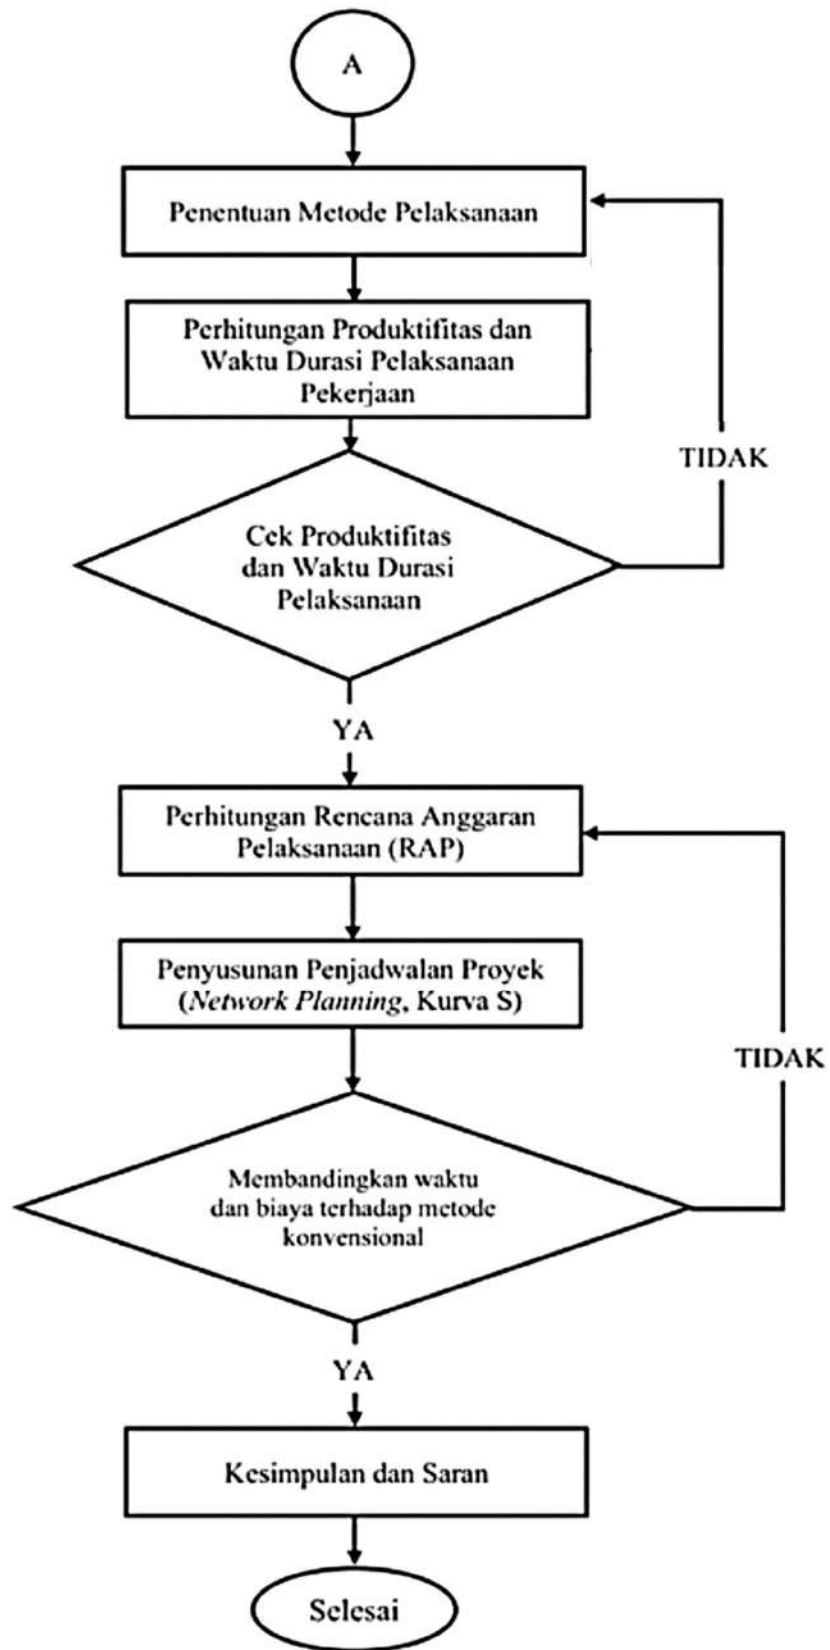 A
Penentuan Metode Pelaksanaan
Perhitungan Produktifitas dan
Waktu Durasi Pelaksanaan
Pekerjaan
TIDAK
Cek Produktifitas
dan Waktu Durasi
Pelaksanaan
YA
Perhitungan Rencana Anggaran
Pelaksanaan (RAP)
Penyusunan Penjadwalan Proyek
(Network Planning, Kurva S)
TIDAK
Membandingkan waktu
dan biaya terhadap metode
konvensional
YA
Kesimpulan dan Saran
Selesai